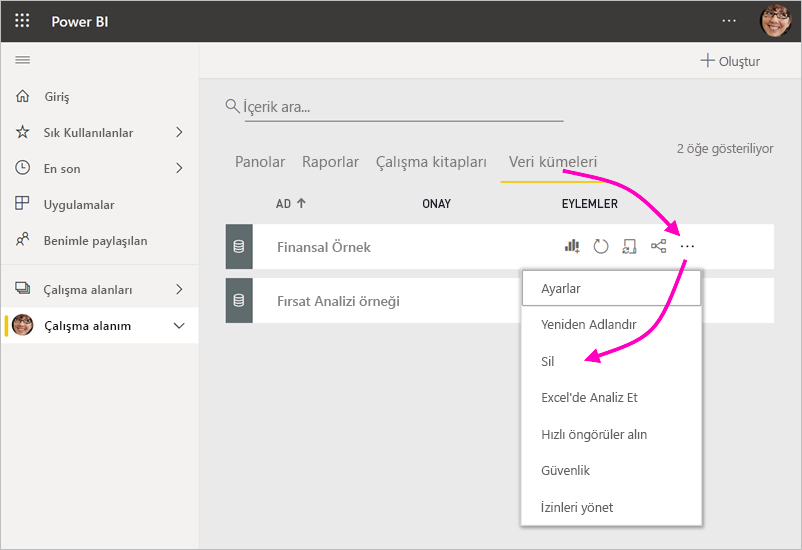 Power BI
Oluştur
Giriş
Sık Kullanılanlar
En son
Uygulamalar
Benimle paylaşılan
Çalışma alanları
Çalışma alanım
İçerik ara...
Panolar Raporlar Çalışma kitapları Veri kümeleri
2 öğe gösteriliyor
AD ONAY EYLEMLER
Finansal Örnek
Fırsat Analizi örneği
Ayarlar
Yeniden Adlandır
Sil
Excel'de Analiz Et
Hızlı öngörüler alın
Güvenlik
İzinleri yönet